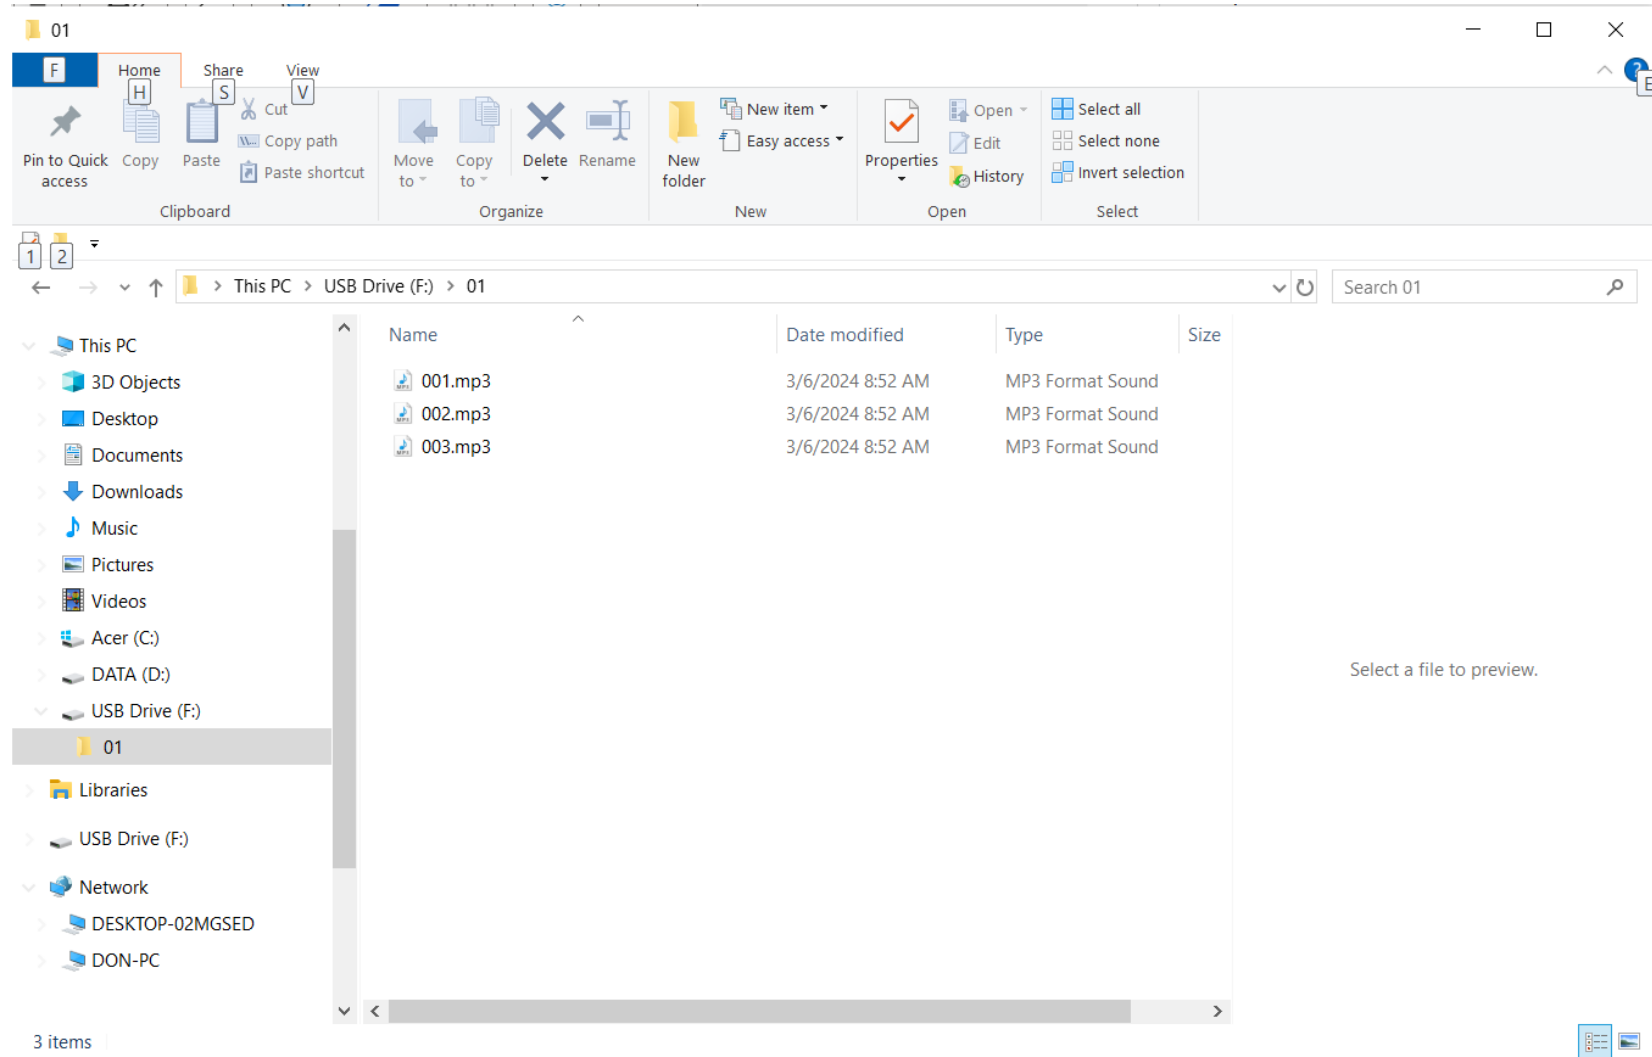 01
F
Home Share View
H S V
Cut
Copy path
Paste shortcut
Pin to Quick access
Copy
Paste
Clipboard
Move to
Copy to
Delete
Rename
Organize
New folder
New item
Easy access
New
Properties
Open
Edit
History
Open
Select all
Select none
Invert selection
Select
?
E
1 2
This PC > USB Drive (F:) > 01
Search 01
This PC
3D Objects
Desktop
Documents
Downloads
Music
Pictures
Videos
Acer (C:)
DATA (D:)
USB Drive (F:)
01
Libraries
USB Drive (F:)
Network
DESKTOP-02MGSED
DON-PC
Name Date modified Type Size
001.mp3 3/6/2024 8:52 AM MP3 Format Sound
002.mp3 3/6/2024 8:52 AM MP3 Format Sound
003.mp3 3/6/2024 8:52 AM MP3 Format Sound
Select a file to preview.
3 items